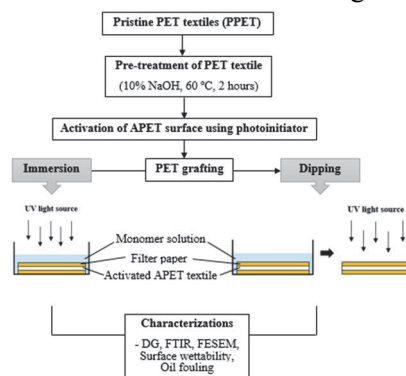 Pristine PET textiles (PPET)
Pre-treatment of PET textile
(10% NaOH, 60 °C, 2 hours)
Activation of APET surface using photoinitiator
Immersion
PET grafting
Dipping
UV light source
UV light source
Monomer solution
Filter paper
Activated APET textile
Characterizations
- DG, FTIR, FESEM,
Surface wettability,
Oil fouling